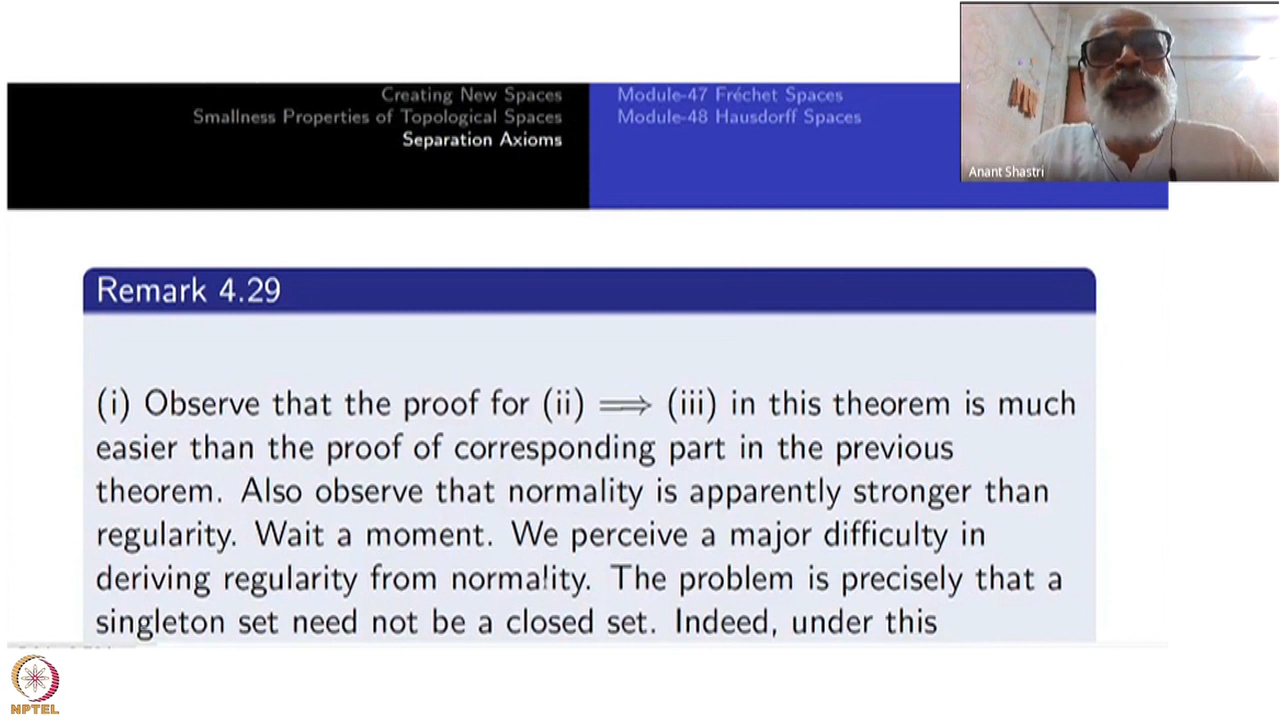 Creating New Spaces
Smallness Properties of Topological Spaces
Separation Axioms
Module-47 Fréchet Spaces
Module-48 Hausdorff Spaces
Anant Shastri
Remark 4.29
(i) Observe that the proof for (ii) ⟹ (iii) in this theorem is much
easier than the proof of corresponding part in the previous
theorem. Also observe that normality is apparently stronger than
regularity. Wait a moment. We perceive a major difficulty in
deriving regularity from normality. The problem is precisely that a
singleton set need not be a closed set. Indeed, under this
NPTEL